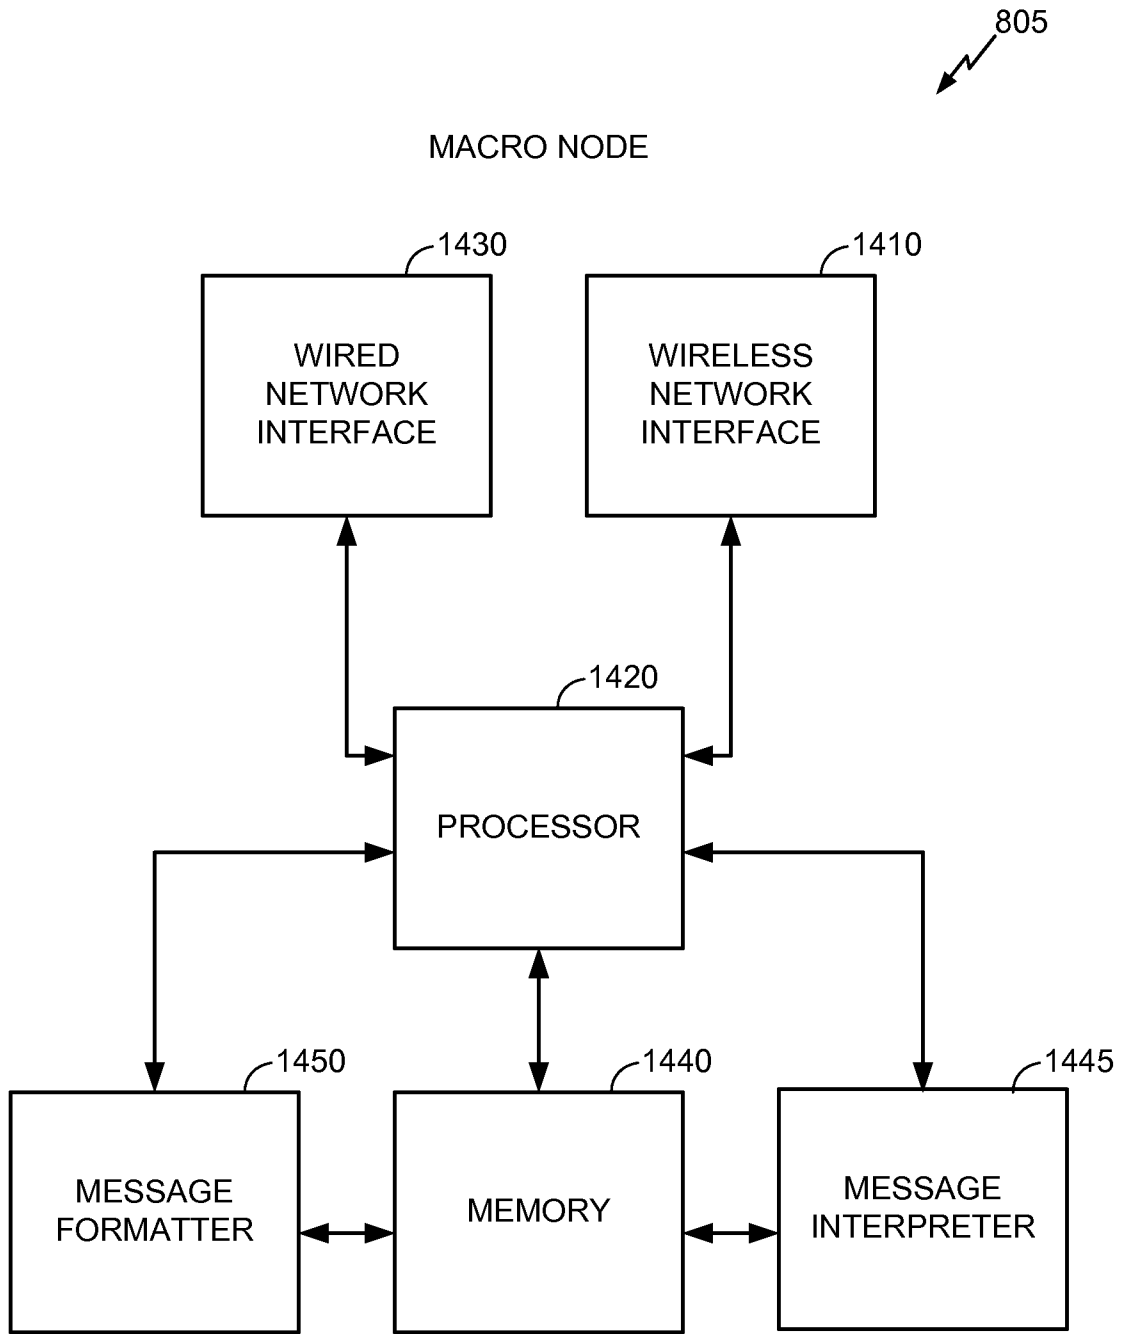 805
MACRO NODE
1430
1410
WIRED
NETWORK
INTERFACE
WIRELESS
NETWORK
INTERFACE
1420
PROCESSOR
1450
1440
1445
MESSAGE
FORMATTER
MEMORY
MESSAGE
INTERPRETER